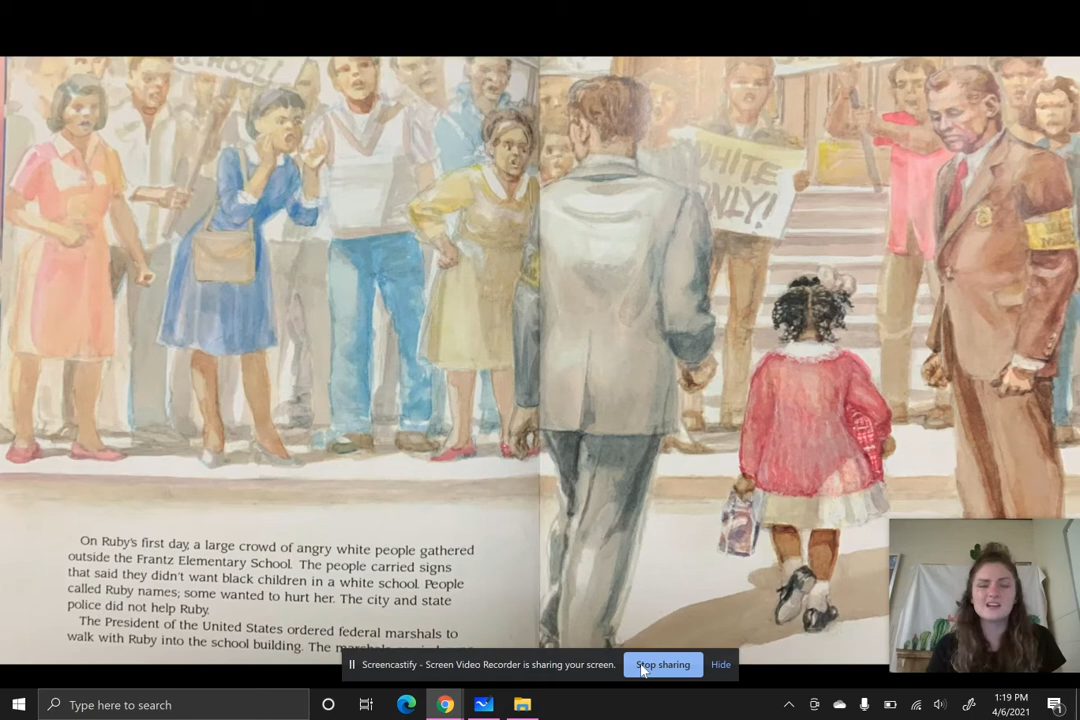 SCHOOL!
WHITE
ONLY!
On Ruby's first day, a large crowd of angry white people gathered
outside the Frantz Elementary School. The people carried signs
that said they didn't want black children in a white school. People
called Ruby names; some wanted to hurt her. The city and state
police did not help Ruby.
The President of the United States ordered federal marshals to
walk with Ruby into the school building. The
Screencastify - Screen Video Recorder is sharing your screen.
Stop sharing
Hide
Type here to search
1:19 PM
4/6/2021
1